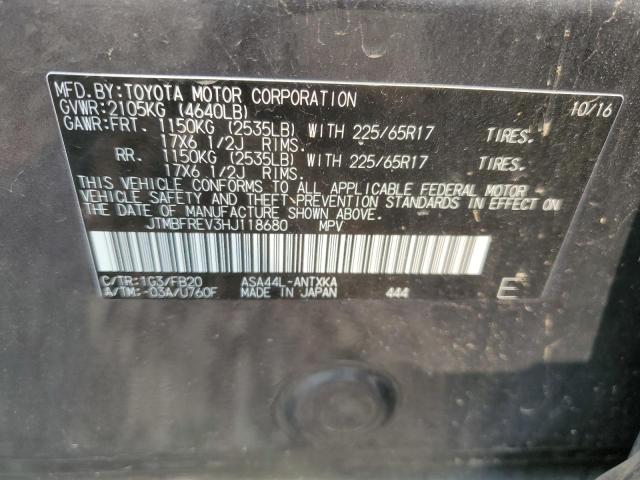 MFD.BY:TOYOTA MOTOR CORPORATION 10/16
GVWR:2105KG (4640LB)
GAWR:FRT. 1150KG (2535LB) WITH 225/65R17 TIRES.
17X6 1/2J RIMS.
RR. 1150KG (2535LB) WITH 225/65R17 TIRES.
17X6 1/2J RIMS.
THIS VEHICLE CONFORMS TO ALL APPLICABLE FEDERAL MOTOR
VEHICLE SAFETY AND THEFT PREVENTION STANDARDS IN EFFECT ON
THE DATE OF MANUFACTURE SHOWN ABOVE.
JTMBFREV3HJ118680 MPV
C/TR:1G3/FB20 ASA44L-ANTXKA
A/TM:-03A/U760F MADE IN JAPAN 444 E